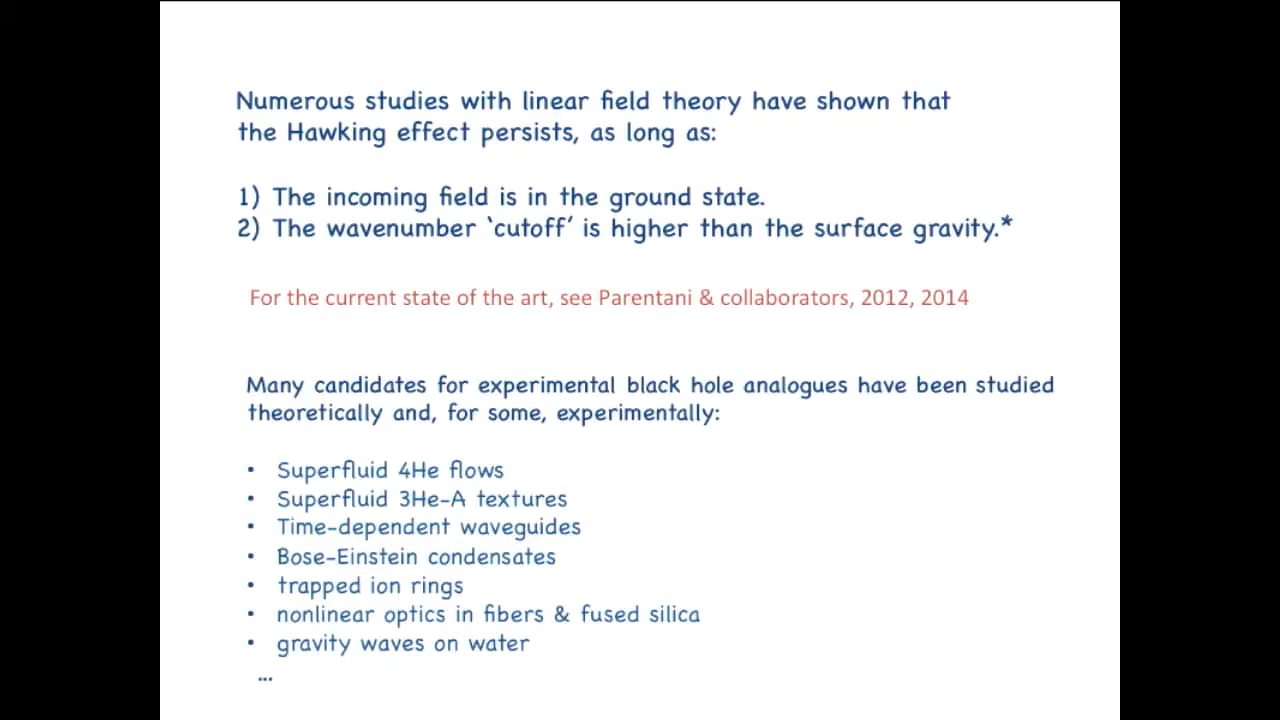 Numerous studies with linear field theory have shown that
the Hawking effect persists, as long as:
1) The incoming field is in the ground state.
2) The wavenumber ‘cutoff’ is higher than the surface gravity.*
For the current state of the art, see Parentani & collaborators, 2012, 2014
Many candidates for experimental black hole analogues have been studied
theoretically and, for some, experimentally:
• Superfluid 4He flows
• Superfluid 3He-A textures
• Time-dependent waveguides
• Bose-Einstein condensates
• trapped ion rings
• nonlinear optics in fibers & fused silica
• gravity waves on water
...